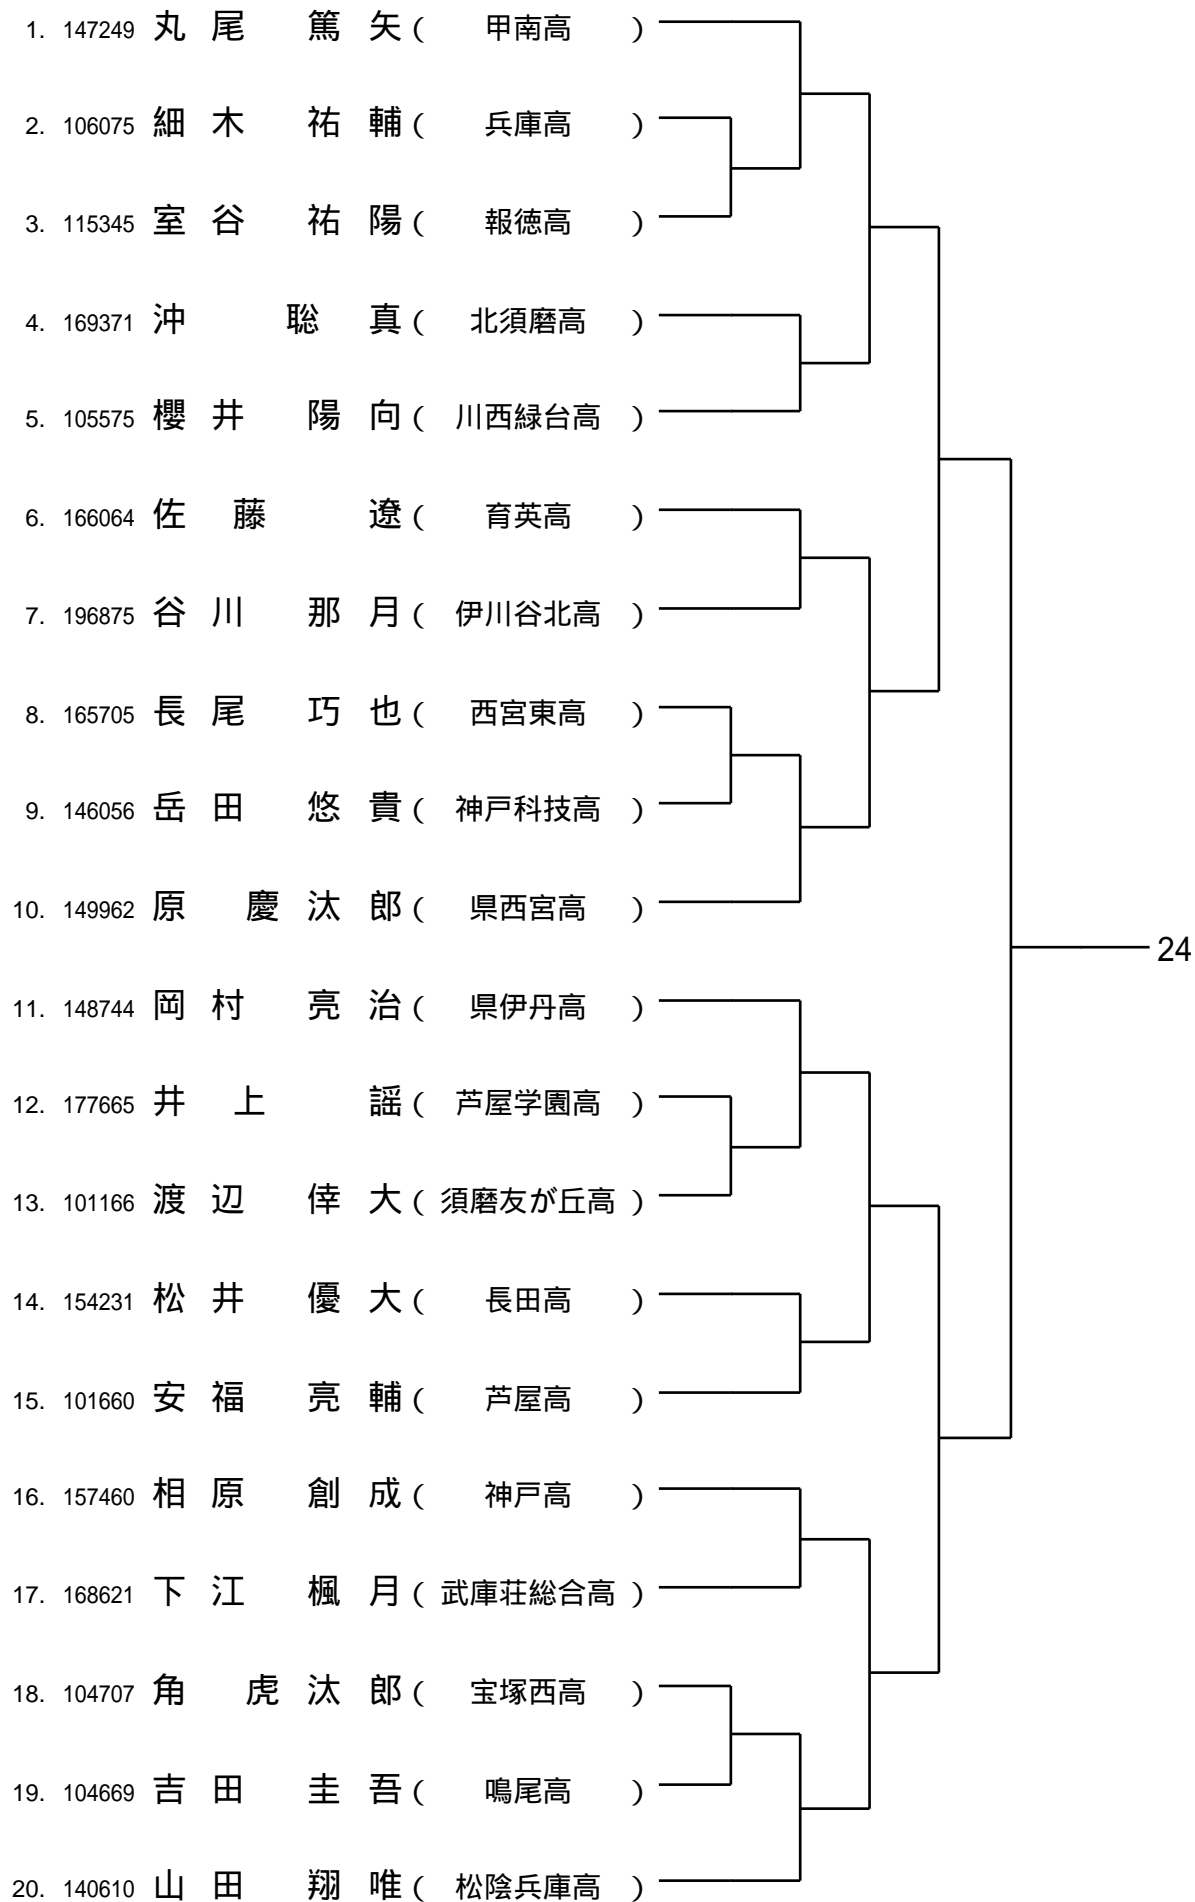 1. 147249 丸尾 篤矢 ( 甲南高 )
2. 106075 細木 祐輔 ( 兵庫高 )
3. 115345 室谷 祐陽 ( 報徳高 )
4. 169371 沖 聡真 ( 北須磨高 )
5. 105575 櫻井 陽向 ( 川西緑台高 )
6. 166064 佐藤 遼 ( 育英高 )
7. 196875 谷川 那月 ( 伊川谷北高 )
8. 165705 長尾 巧也 ( 西宮東高 )
9. 146056 岳田 悠貴 ( 神戸科技高 )
10. 149962 原 慶汰郎 ( 県西宮高 )
24
11. 148744 岡村 亮治 ( 県伊丹高 )
12. 177665 井上 謡 ( 芦屋学園高 )
13. 101166 渡辺 倖大 ( 須磨友が丘高 )
14. 154231 松井 優大 ( 長田高 )
15. 101660 安福 亮輔 ( 芦屋高 )
16. 157460 相原 創成 ( 神戸高 )
17. 168621 下江 楓月 ( 武庫荘総合高 )
18. 104707 角 虎汰郎 ( 宝塚西高 )
19. 104669 吉田 圭吾 ( 鳴尾高 )
20. 140610 山田 翔唯 ( 松陰兵庫高 )